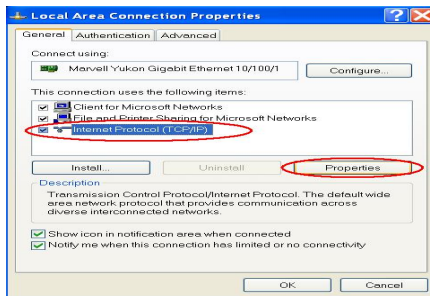 Local Area Connection Properties
General Authentication Advanced
Connect using:
Marvell Yukon Gigabit Ethernet 10/100/1 Configure...
This connection uses the following items:
Client for Microsoft Networks
File and Printer Sharing for Microsoft Networks
Internet Protocol (TCP/IP)
Install... Uninstall Properties
Description
Transmission Control Protocol/Internet Protocol. The default wide
area network protocol that provides communication across
diverse interconnected networks.
Show icon in notification area when connected
Notify me when this connection has limited or no connectivity
OK Cancel